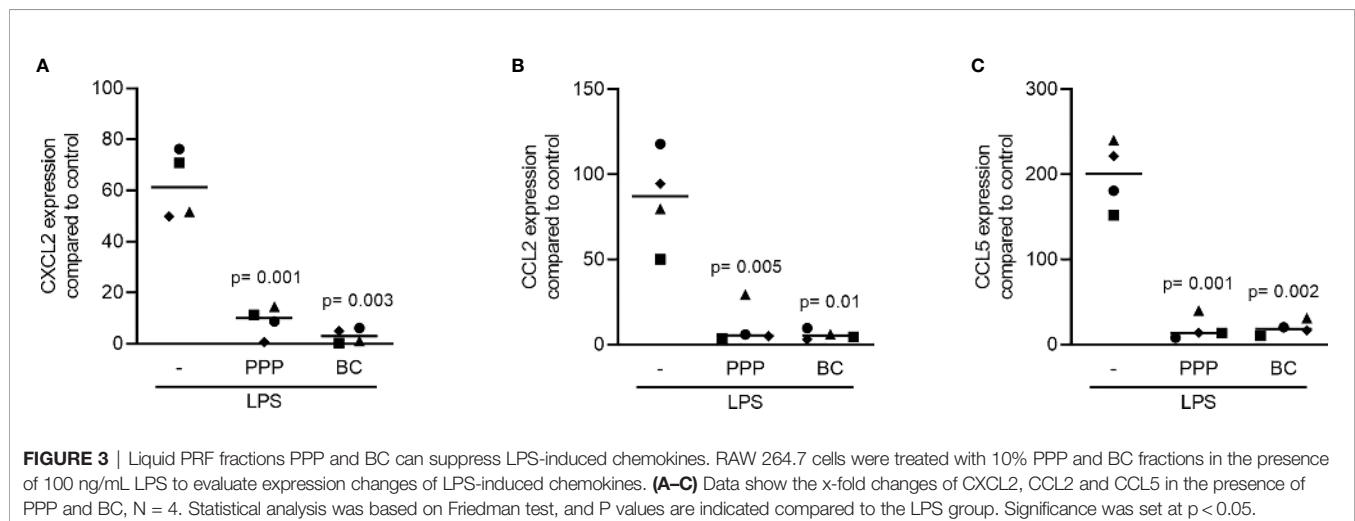 A
CXCL2 expression
compared to control
100
80
60
40
20
0
p= 0.001
p= 0.003
- PPP BC
LPS
B
CCL2 expression
compared to control
150
100
50
0
p= 0.005
p= 0.01
- PPP BC
LPS
C
CCL5 expression
compared to control
300
200
100
0
p= 0.001
p= 0.002
- PPP BC
LPS
FIGURE 3 | Liquid PRF fractions PPP and BC can suppress LPS-induced chemokines. RAW 264.7 cells were treated with 10% PPP and BC fractions in the presence
of 100 ng/mL LPS to evaluate expression changes of LPS-induced chemokines. (A–C) Data show the x-fold changes of CXCL2, CCL2 and CCL5 in the presence of
PPP and BC, N = 4. Statistical analysis was based on Friedman test, and P values are indicated compared to the LPS group. Significance was set at p < 0.05.